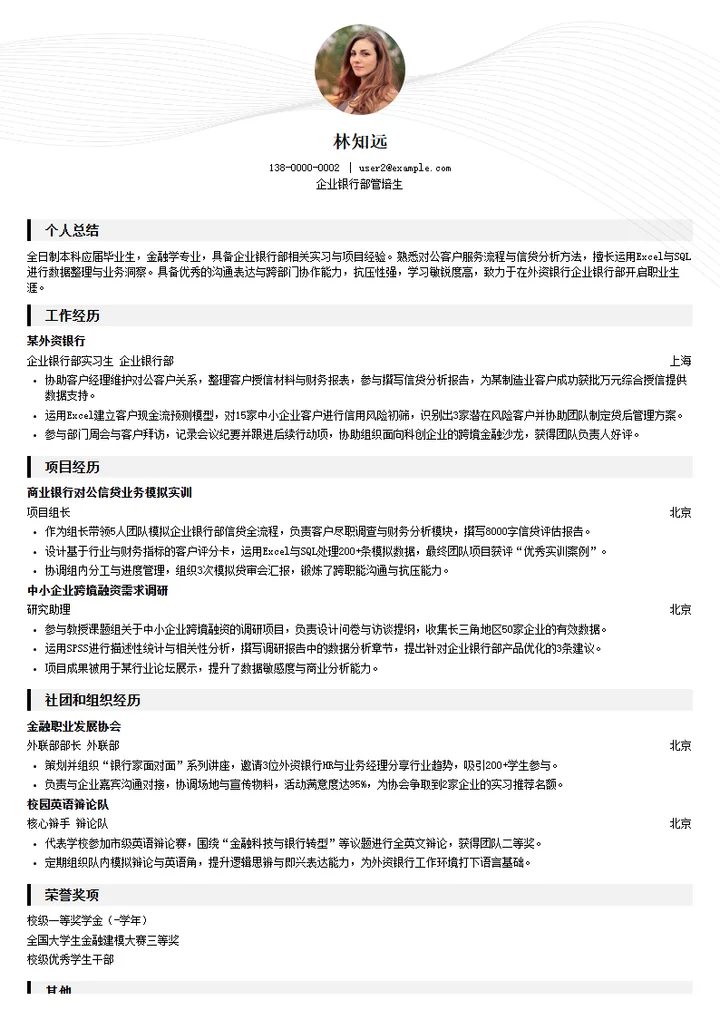 林知远
138-0000-0002 | user2@example.com
企业银行部管培生
个人总结
全日制本科应届毕业生，金融学专业，具备企业银行部相关实习与项目经验。熟悉对公客户服务流程与信贷分析方法，擅长运用Excel与SQL
进行数据整理与业务洞察。具备优秀的沟通表达与跨部门协作能力，抗压性强，学习敏锐度高，致力于在外资银行企业银行部开启职业生
涯。
工作经历
某外资银行
企业银行部实习生 企业银行部 上海
• 协助客户经理维护对公客户关系，整理客户授信材料与财务报表，参与撰写信贷分析报告，为某制造业客户成功获批万元综合授信提供
数据支持。
• 运用Excel建立客户现金流预测模型，对15家中小企业客户进行信用风险初筛，识别出3家潜在风险客户并协助团队制定贷后管理方案。
• 参与部门周会与客户拜访，记录会议纪要并跟进后续行动项，协助组织面向科创企业的跨境金融沙龙，获得团队负责人好评。
项目经历
商业银行对公信贷业务模拟实训
项目组长 北京
• 作为组长带领5人团队模拟企业银行部信贷全流程，负责客户尽职调查与财务分析模块，撰写8000字信贷评估报告。
• 设计基于行业与财务指标的客户评分卡，运用Excel与SQL处理200+条模拟数据，最终团队项目获评“优秀实训案例”。
• 协调组内分工与进度管理，组织3次模拟贷审会汇报，锻炼了跨职能沟通与抗压能力。
中小企业跨境融资需求调研
研究助理 北京
• 参与教授课题组关于中小企业跨境融资的调研项目，负责设计问卷与访谈提纲，收集长三角地区50家企业的有效数据。
• 运用SPSS进行描述性统计与相关性分析，撰写调研报告中的数据分析章节，提出针对企业银行部产品优化的3条建议。
• 项目成果被用于某行业论坛展示，提升了数据敏感度与商业分析能力。
社团和组织经历
金融职业发展协会
外联部部长 外联部 北京
• 策划并组织“银行家面对面”系列讲座，邀请3位外资银行HR与业务经理分享行业趋势，吸引200+学生参与。
• 负责与企业嘉宾沟通对接，协调场地与宣传物料，活动满意度达95%，为协会争取到2家企业的实习推荐名额。
校园英语辩论队
核心辩手 辩论队 北京
• 代表学校参加市级英语辩论赛，围绕“金融科技与银行转型”等议题进行全英文辩论，获得团队二等奖。
• 定期组织队内模拟辩论与英语角，提升逻辑思辨与即兴表达能力，为外资银行工作环境打下语言基础。
荣誉奖项
校级一等奖学金（-学年）
全国大学生金融建模大赛三等奖
校级优秀学生干部
其他